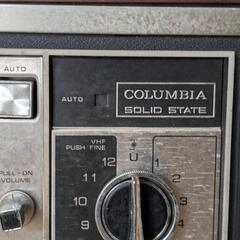 AUTO
AUTO
COLUMBIA
SOLID STATE
VHF
PUSH FINE
PULL-ON
VOLUME
U
12
1
11
2
10
3
9
4